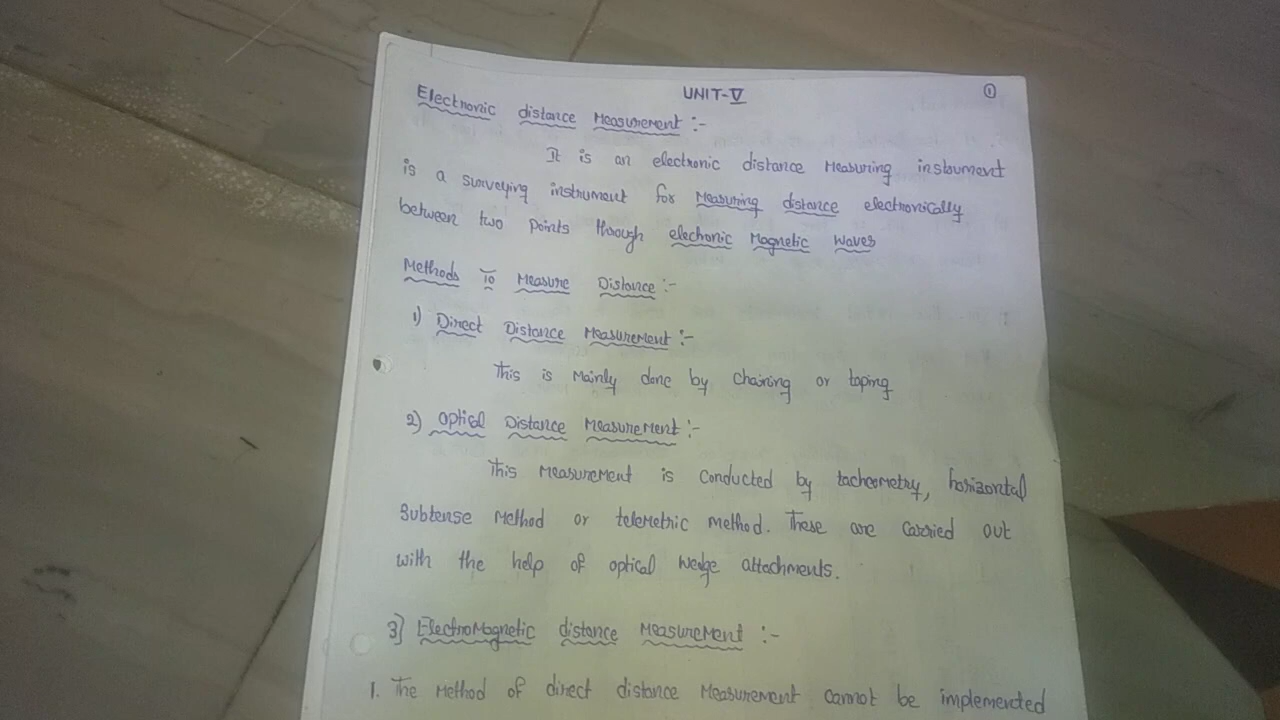 UNIT-V
①
Electronic distance Measurement :-
It is an electronic distance Measuring instrument
is a surveying instrument for Measuring distance electronically
between two points through electronic Magnetic waves
Methods To Measure Distance :-
1) Direct Distance Measurement :-
This is Mainly done by chaining or taping
2) optical Distance Measurement :-
This Measurement is conducted by tacheometry, horizontal
subtense Method or telemetric method. These are carried out
with the help of optical wedge attachments.
3] ElectroMagnetic distance Measurement :-
1. The Method of direct distance Measurement cannot be implemented